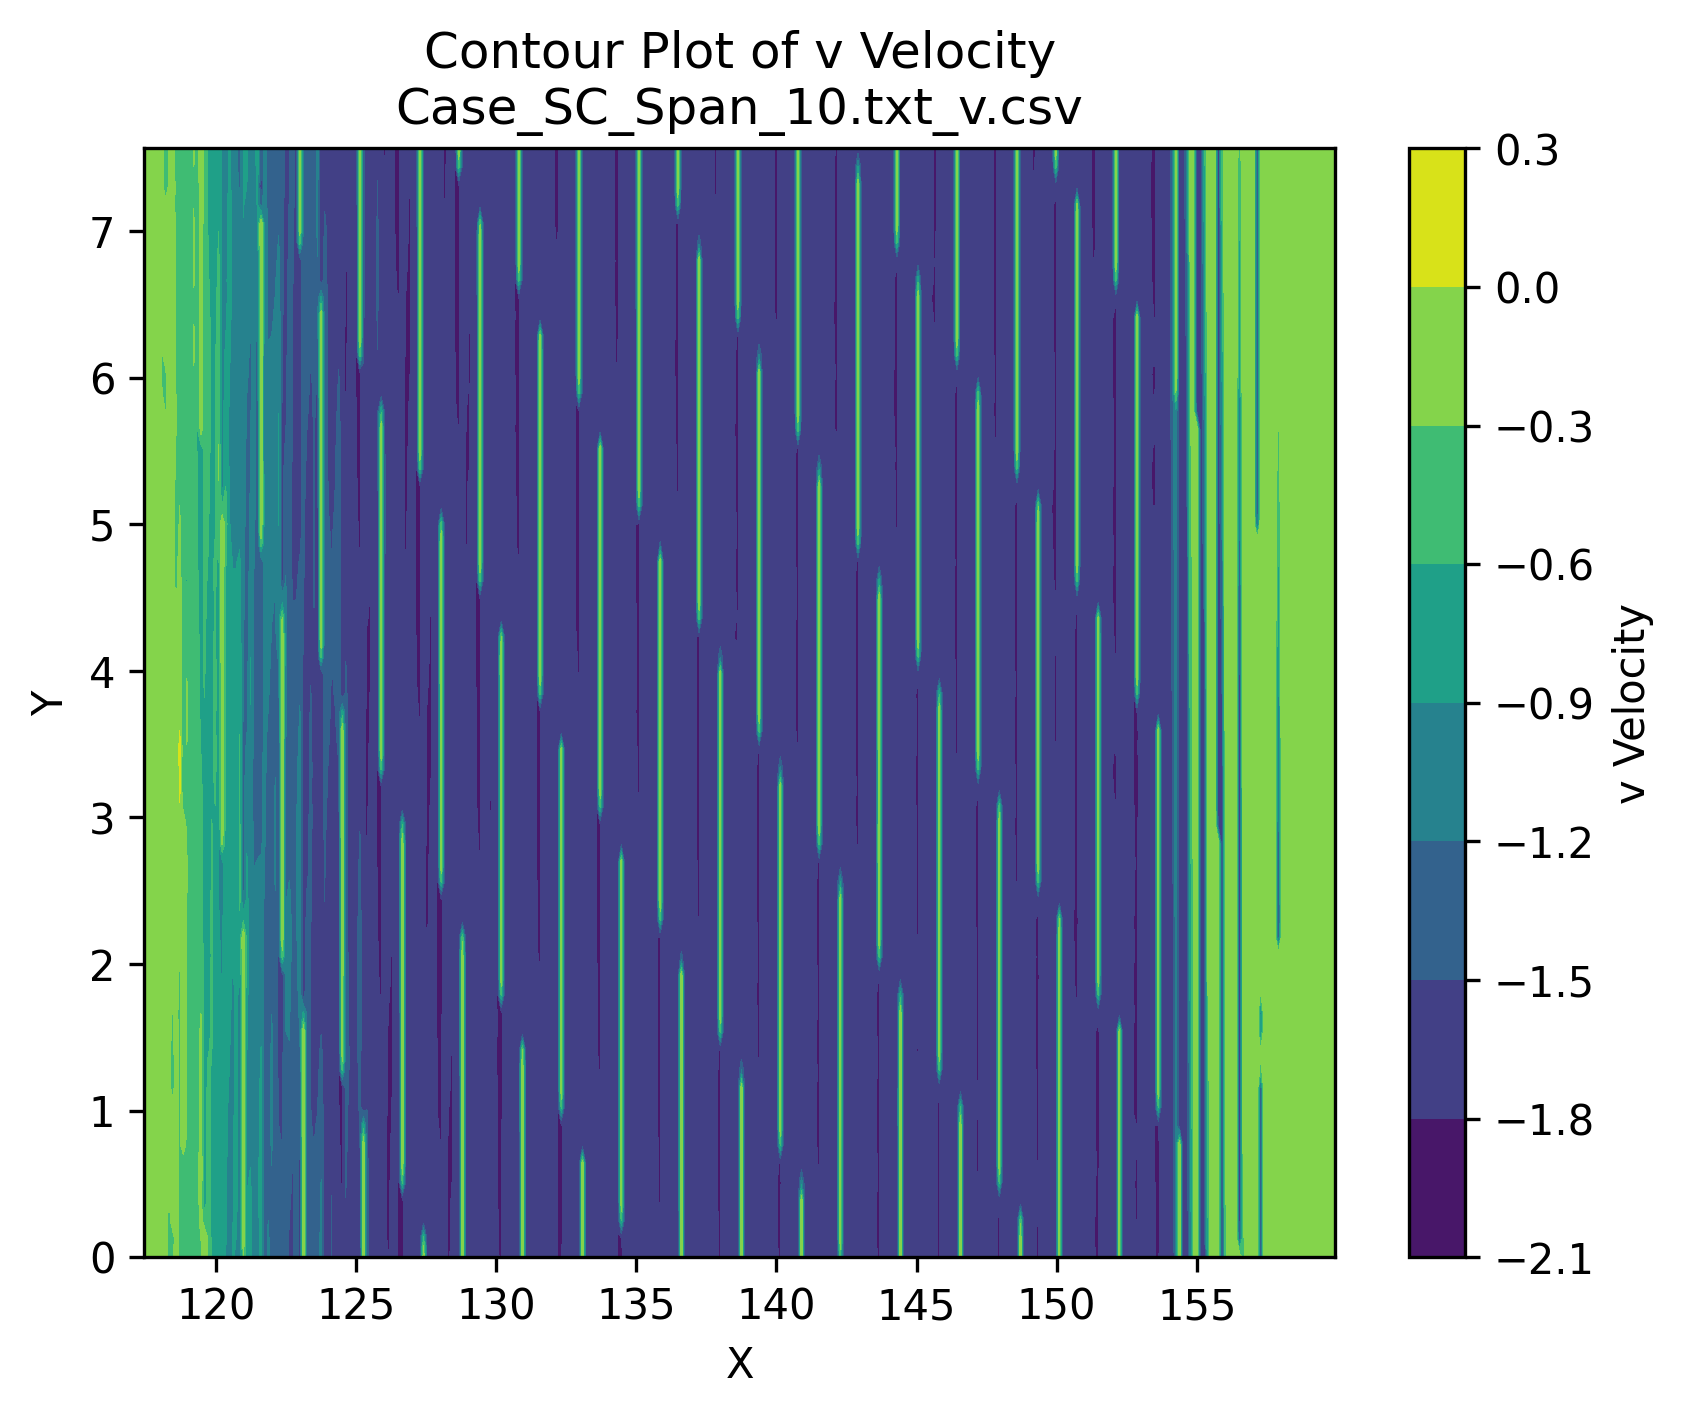 Contour Plot of v Velocity
Case_SC_Span_10.txt_v.csv
7
6
5
4
3
2
1
0
Y
120 125 130 135 140 145 150 155
X
0.3
0.0
−0.3
−0.6
−0.9
−1.2
−1.5
−1.8
−2.1
v Velocity